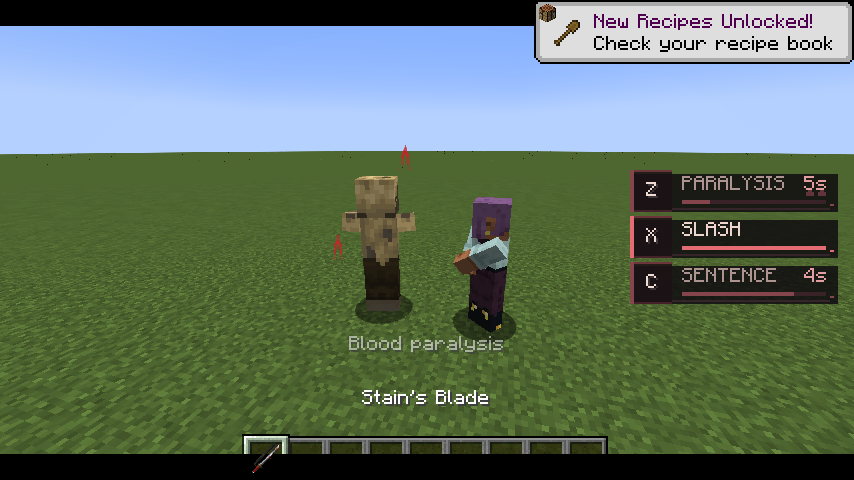 New Recipes Unlocked!
Check your recipe book
Z PARALYSIS 5s
X SLASH
C SENTENCE 4s
Blood paralysis
Stain's Blade